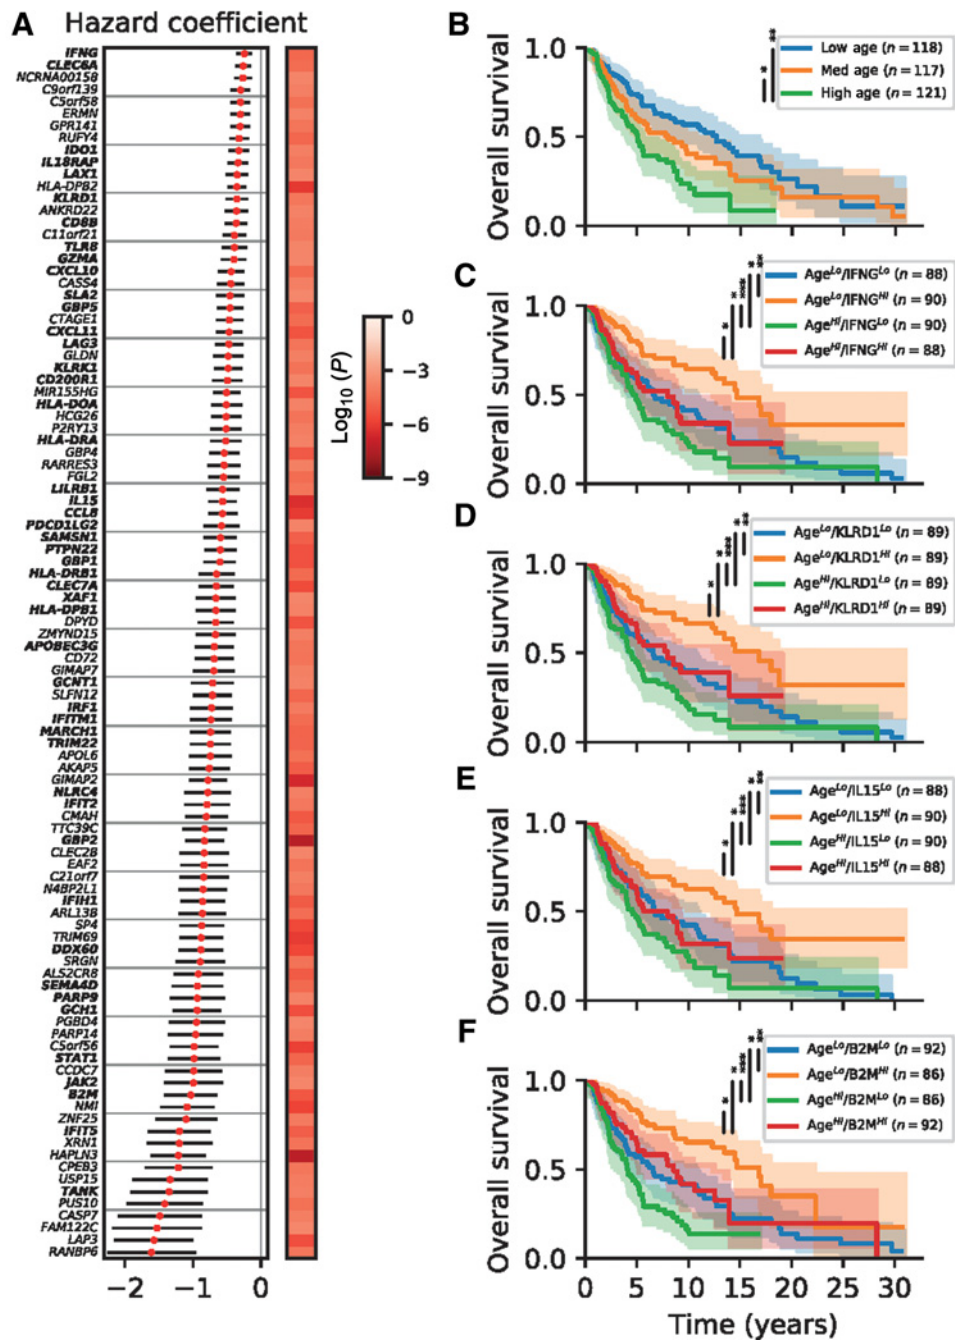 A
Hazard coefficient
IFNG
CLEC6A
NCRNA00158
C9orf139
C5orf58
ERMN
GPR141
RUFY4
IDO1
IL18RAP
LAX1
HLA-DPB2
KLRD1
ANKRD22
CD8B
C11orf21
TLR8
GZMA
CXCL10
CASS4
SLA2
GBP5
CTAGE1
CXCL11
LAG3
GLDN
KLRK1
CD200R1
MIR155HG
HLA-DOA
HCG26
P2RY13
HLA-DRA
GBP4
RARRES3
FGL2
LILRB1
IL15
CCL8
PDCD1LG2
SAMSN1
PTPN22
GBP1
HLA-DRB1
CLEC7A
XAF1
HLA-DPB1
DPYD
ZMYND15
APOBEC3G
CD72
GIMAP7
GCNT1
SLFN12
IRF1
IFITM1
MARCH1
TRIM22
APOL6
AKAP5
GIMAP2
NLRC4
IFIT2
CMAH
TTC39C
GBP2
CLEC2B
EAF2
C21orf7
N4BP2L1
IFIH1
ARL13B
SP4
TRIM69
DDX60
SRGN
ALS2CR8
SEMA4D
PARP9
GCH1
PGBD4
PARP14
C5orf56
STAT1
CCDC7
JAK2
B2M
NMI
ZNF25
IFIT5
XRN1
HAPLN3
CPEB3
USP15
TANK
PUS10
CASP7
FAM122C
LAP3
RANBP6
−2 −1 0
Log10 (P)
0
−3
−6
−9
B
Overall survival
1.0
0.5
0.0
* **
Low age (n = 118)
Med age (n = 117)
High age (n = 121)
C
Overall survival
1.0
0.5
0.0
* * *** * **
Age^Lo/IFNG^Lo (n = 88)
Age^Lo/IFNG^Hi (n = 90)
Age^Hi/IFNG^Lo (n = 90)
Age^Hi/IFNG^Hi (n = 88)
D
Overall survival
1.0
0.5
0.0
* * *** * **
Age^Lo/KLRD1^Lo (n = 89)
Age^Lo/KLRD1^Hi (n = 89)
Age^Hi/KLRD1^Lo (n = 89)
Age^Hi/KLRD1^Hi (n = 89)
0 5 10 15 20 25 30
E
Overall survival
1.0
0.5
0.0
* * *** * **
Age^Lo/IL15^Lo (n = 88)
Age^Lo/IL15^Hi (n = 90)
Age^Hi/IL15^Lo (n = 90)
Age^Hi/IL15^Hi (n = 88)
F
Overall survival
1.0
0.5
0.0
* * *** * **
Age^Lo/B2M^Lo (n = 92)
Age^Lo/B2M^Hi (n = 86)
Age^Hi/B2M^Lo (n = 86)
Age^Hi/B2M^Hi (n = 92)
0 5 10 15 20 25 30
Time (years)